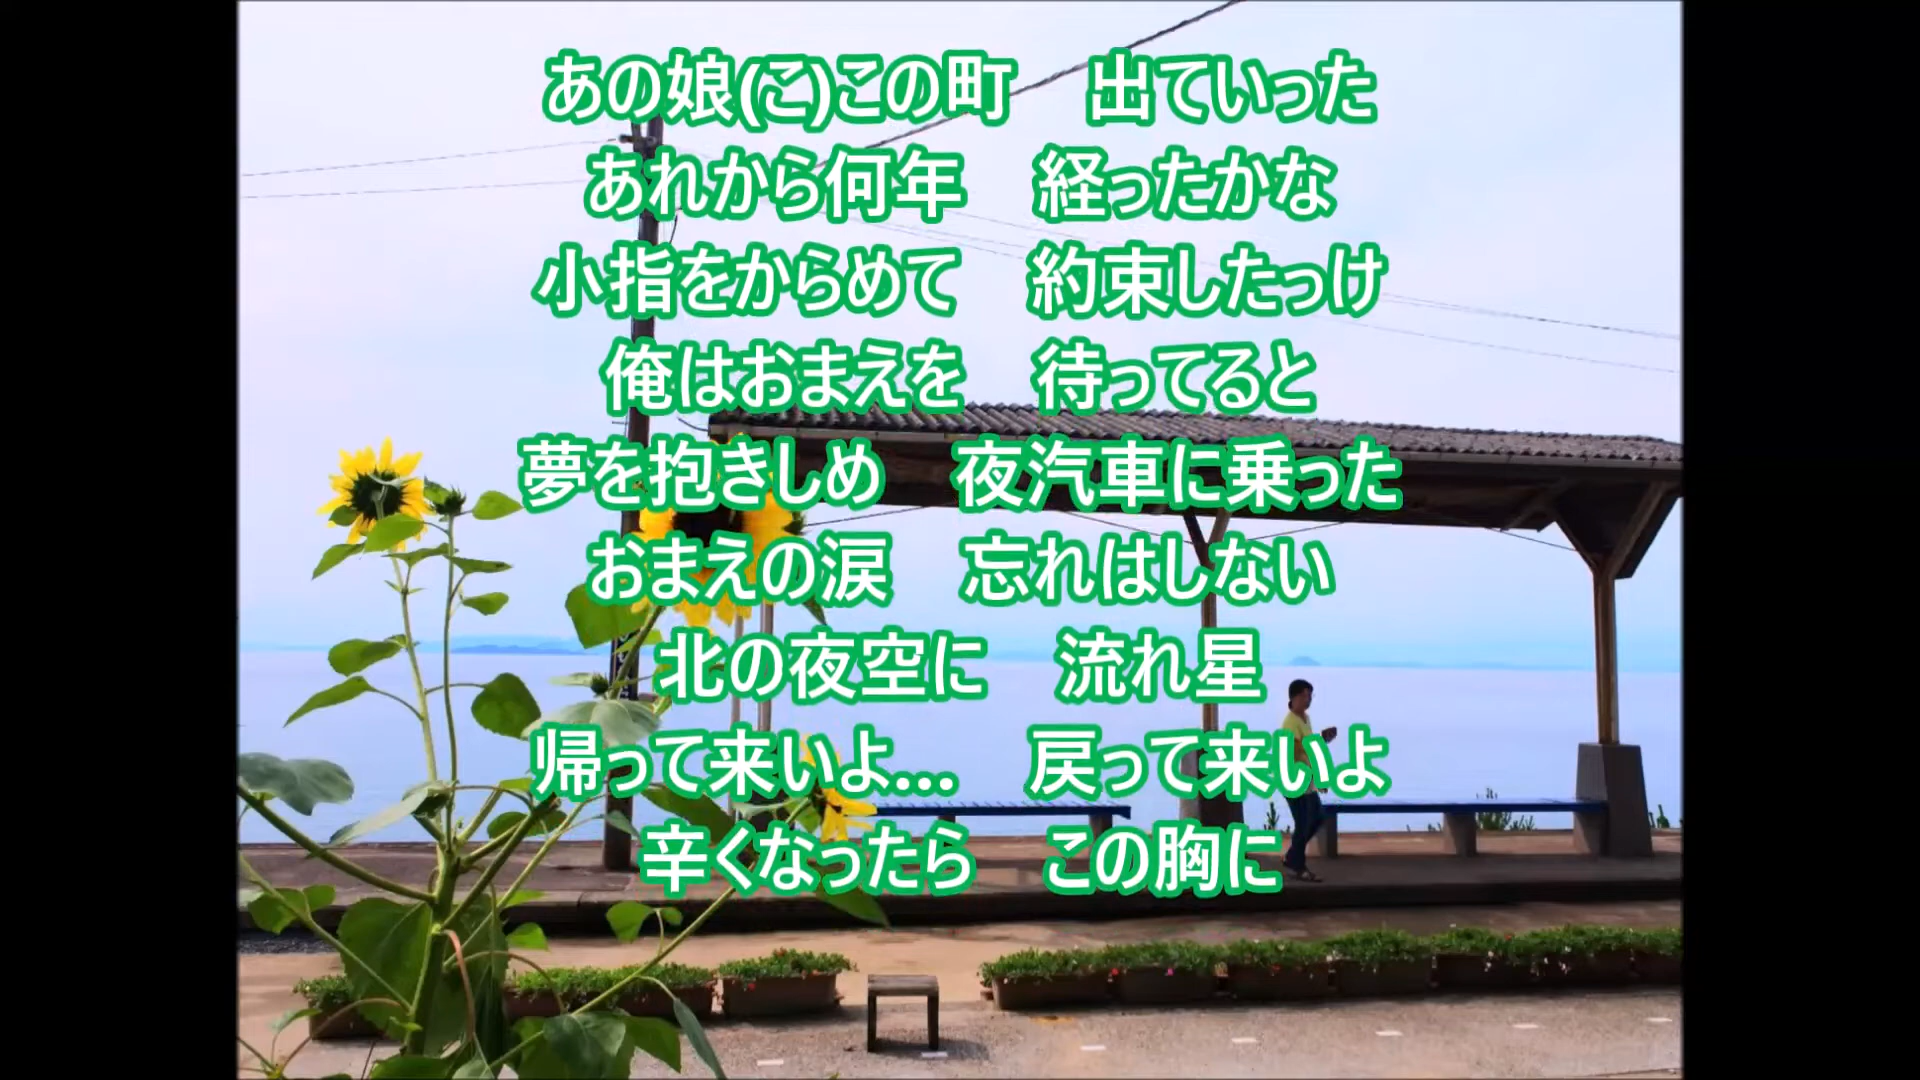 あの娘(こ)この町　出ていった
あれから何年　経ったかな
小指をからめて　約束したっけ
俺はおまえを　待ってると
夢を抱きしめ　夜汽車に乗った
おまえの涙　忘れはしない
北の夜空に　流れ星
帰って来いよ…　戻って来いよ
辛くなったら　この胸に